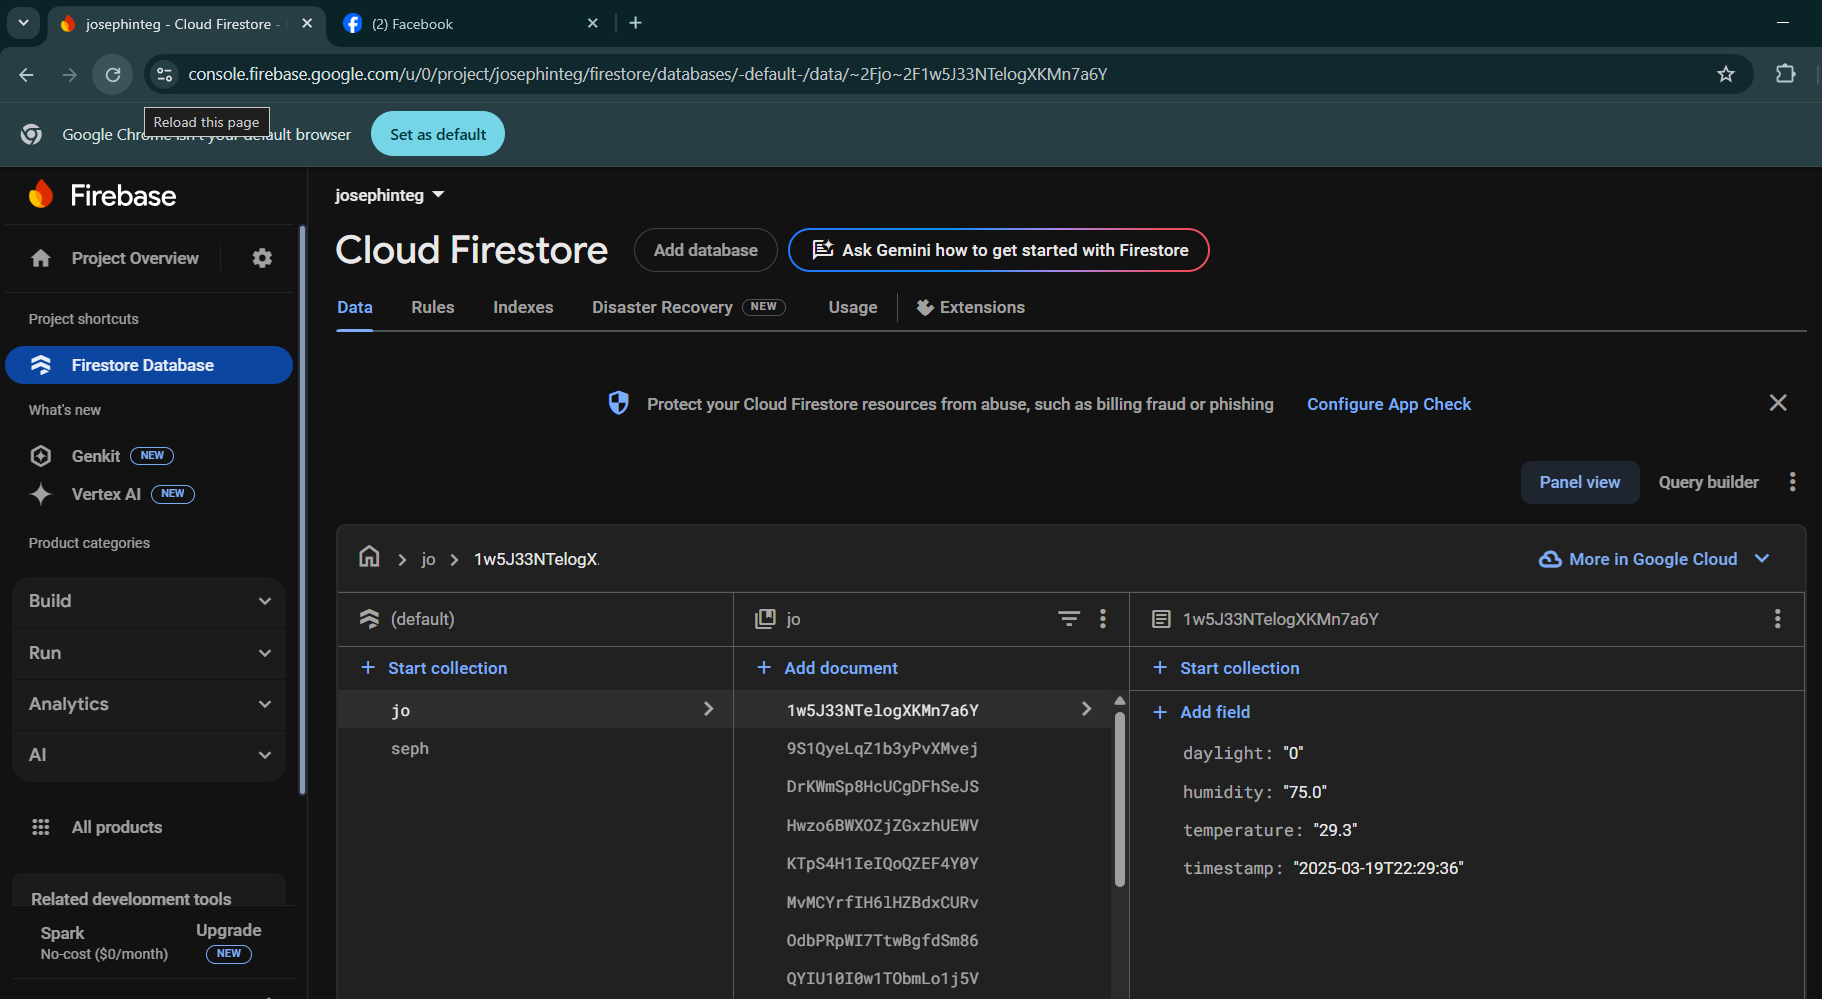 josephinteg - Cloud Firestore -
(2) Facebook
console.firebase.google.com/u/0/project/josephinteg/firestore/databases/-default-/data/~2Fjo~2F1w5J33NTelogXKMn7a6Y
Reload this page
Google Chrome isn't your default browser
Set as default
Firebase
josephinteg
Cloud Firestore
Add database
Ask Gemini how to get started with Firestore
Project Overview
Data
Rules
Indexes
Disaster Recovery
NEW
Usage
Extensions
Project shortcuts
Firestore Database
What's new
Genkit
NEW
Vertex AI
NEW
Product categories
Build
Run
Analytics
AI
All products
Related development tools
Spark
No-cost ($0/month)
Upgrade
NEW
Protect your Cloud Firestore resources from abuse, such as billing fraud or phishing
Configure App Check
Panel view
Query builder
jo
1w5J33NTelogX.
More in Google Cloud
(default)
Start collection
jo
seph
jo
Add document
1w5J33NTelogXKMn7a6Y
9S1QyeLqZ1b3yPvXMvej
DrKWmSp8HcUCgDFhSeJS
Hwzo6BWXOZjZGxzhUEWV
KTpS4H1IeIQoQZEF4Y0Y
MvMCYrfIH6lHZBdxCURv
OdbPRpWI7TtwBgfdSm86
QYIU10I0w1TObmLo1j5V
1w5J33NTelogXKMn7a6Y
Start collection
Add field
daylight: "0"
humidity: "75.0"
temperature: "29.3"
timestamp: "2025-03-19T22:29:36"